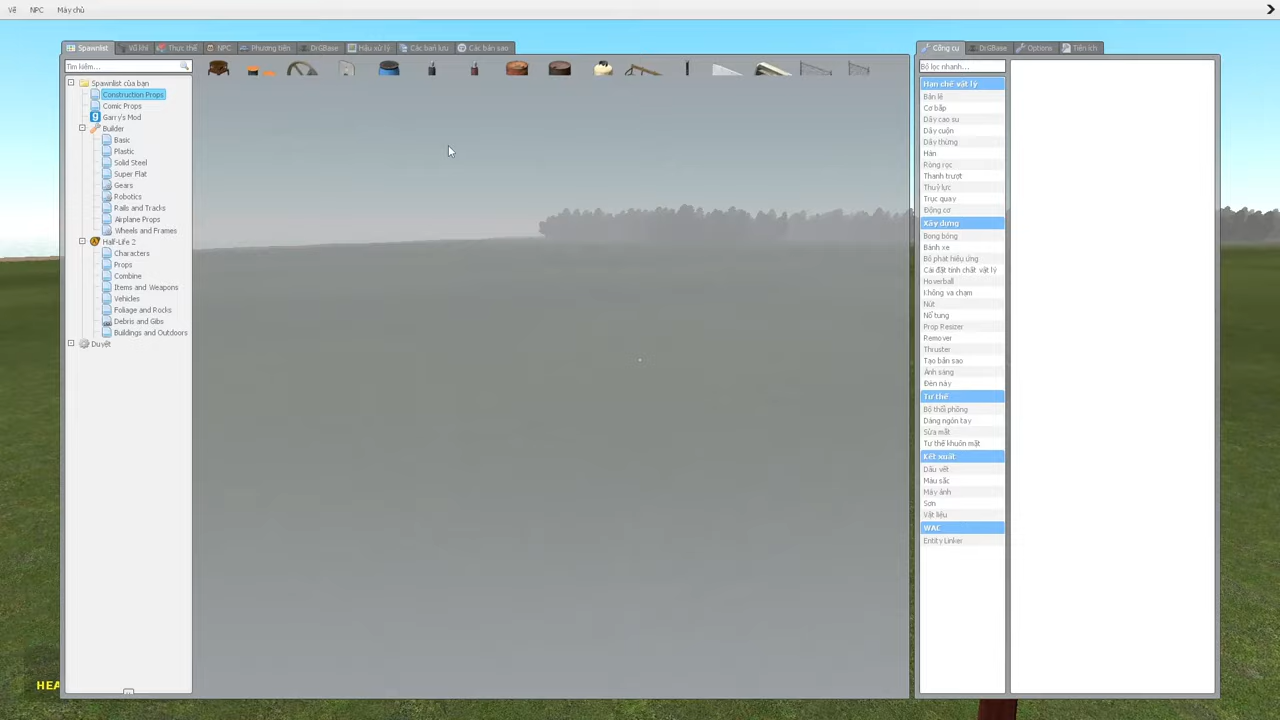 Vẽ NPC Máy chủ
Spawnlist Vũ khí Thực thể NPC Phương tiện DrGBase Hậu xử lý Các bản lưu Các bản sao
Công cụ DrGBase Options Tiện ích
Tìm kiếm...
Spawnlist của bạn
Construction Props
Comic Props
Garry's Mod
Builder
Basic
Plastic
Solid Steel
Super Flat
Gears
Robotics
Rails and Tracks
Airplane Props
Wheels and Frames
Half-Life 2
Characters
Props
Combine
Items and Weapons
Vehicles
Foliage and Rocks
Debris and Gibs
Buildings and Outdoors
Duyệt
Bộ lọc nhanh...
Hạn chế vật lý
Bản lề
Cơ bắp
Dây cao su
Dây cuộn
Dây thừng
Hàn
Ròng rọc
Thanh trượt
Thuỷ lực
Trục quay
Động cơ
Xây dựng
Bong bóng
Bánh xe
Bộ phát hiệu ứng
Cài đặt tính chất vật lý
Hoverball
Không va chạm
Nút
Nổ tung
Prop Resizer
Remover
Thruster
Tạo bản sao
Ánh sáng
Đèn nảy
Tư thế
Bộ thổi phồng
Dáng ngón tay
Sửa mắt
Tư thế khuôn mặt
Kết xuất
Dấu vết
Màu sắc
Máy ảnh
Sơn
Vật liệu
WAC
Entity Linker
HEA